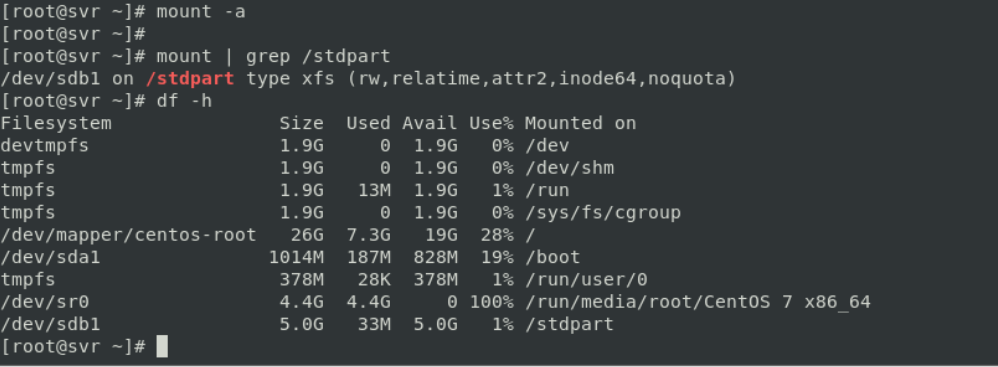 [root@svr ~]# mount -a
[root@svr ~]#
[root@svr ~]# mount | grep /stdpart
/dev/sdb1 on /stdpart type xfs (rw,relatime,attr2,inode64,noquota)
[root@svr ~]# df -h
Filesystem               Size  Used Avail Use% Mounted on
devtmpfs                 1.9G     0  1.9G   0% /dev
tmpfs                    1.9G     0  1.9G   0% /dev/shm
tmpfs                    1.9G   13M  1.9G   1% /run
tmpfs                    1.9G     0  1.9G   0% /sys/fs/cgroup
/dev/mapper/centos-root   26G  7.3G   19G  28% /
/dev/sda1               1014M  187M  828M  19% /boot
tmpfs                    378M   28K  378M   1% /run/user/0
/dev/sr0                 4.4G  4.4G     0 100% /run/media/root/CentOS 7 x86_64
/dev/sdb1                5.0G   33M  5.0G   1% /stdpart
[root@svr ~]#